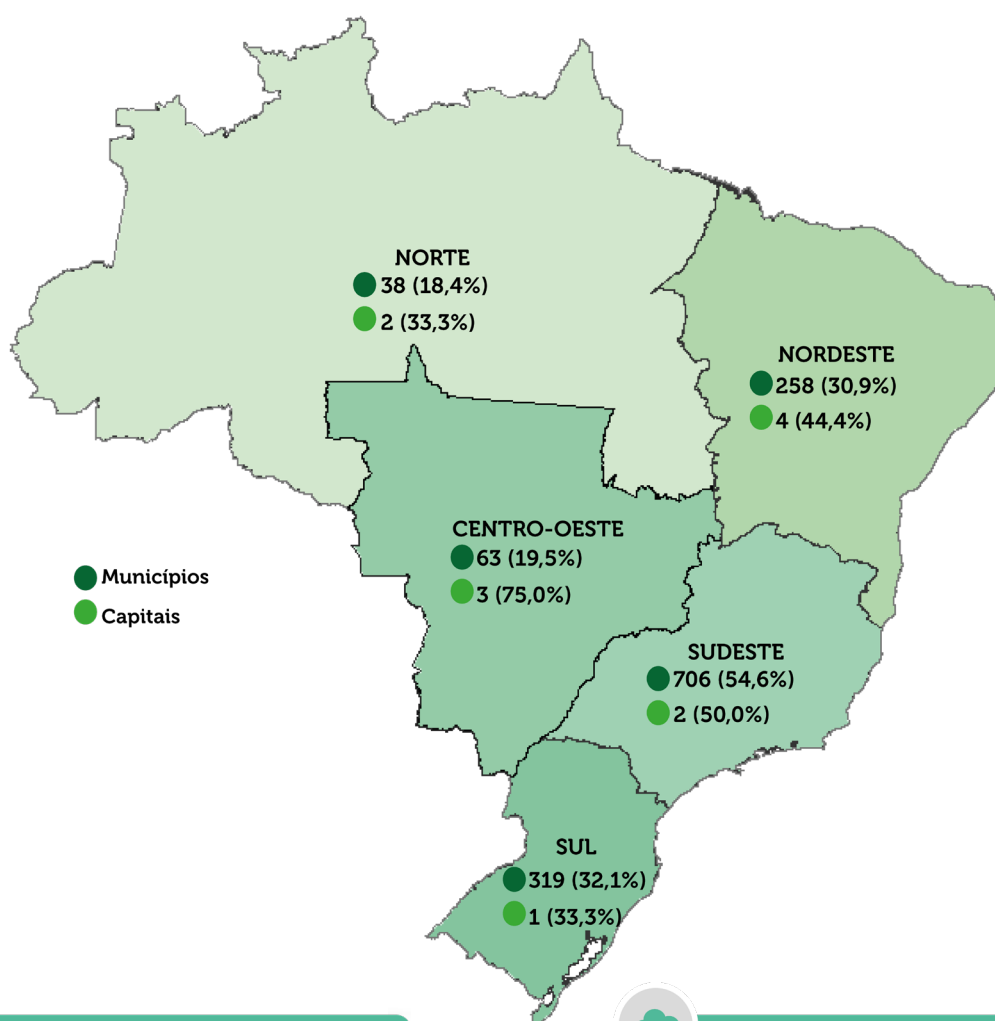 NORTE
38 (18,4%)
2 (33,3%)
NORDESTE
258 (30,9%)
4 (44,4%)
CENTRO-OESTE
63 (19,5%)
3 (75,0%)
Municípios
Capitais
SUDESTE
706 (54,6%)
2 (50,0%)
SUL
319 (32,1%)
1 (33,3%)